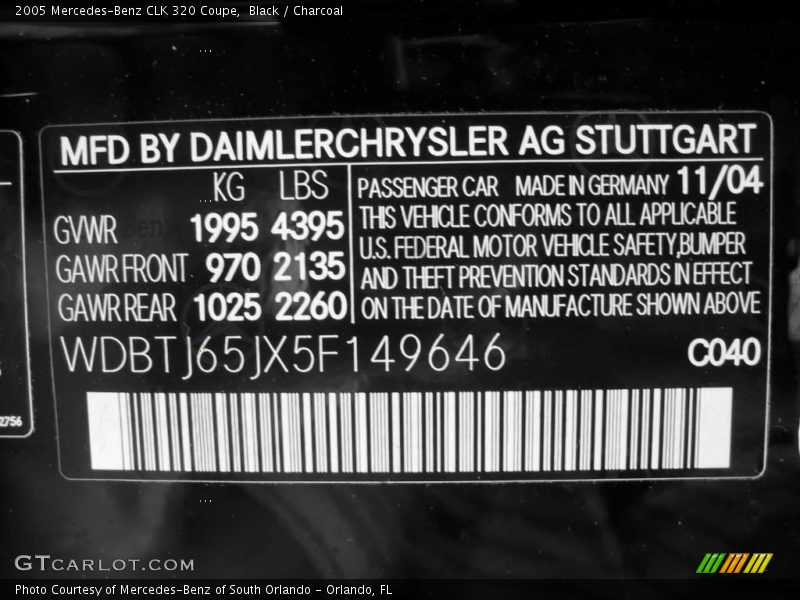 2005 Mercedes-Benz CLK 320 Coupe, Black / Charcoal
MFD BY DAIMLERCHRYSLER AG STUTTGART
KG LBS
GVWR 1995 4395
GAWR FRONT 970 2135
GAWR REAR 1025 2260
PASSENGER CAR MADE IN GERMANY 11/04
THIS VEHICLE CONFORMS TO ALL APPLICABLE
U.S. FEDERAL MOTOR VEHICLE SAFETY,BUMPER
AND THEFT PREVENTION STANDARDS IN EFFECT
ON THE DATE OF MANUFACTURE SHOWN ABOVE
WDBTJ65JX5F149646 C040
2756
GTCARLOT.COM
Photo Courtesy of Mercedes-Benz of South Orlando - Orlando, FL